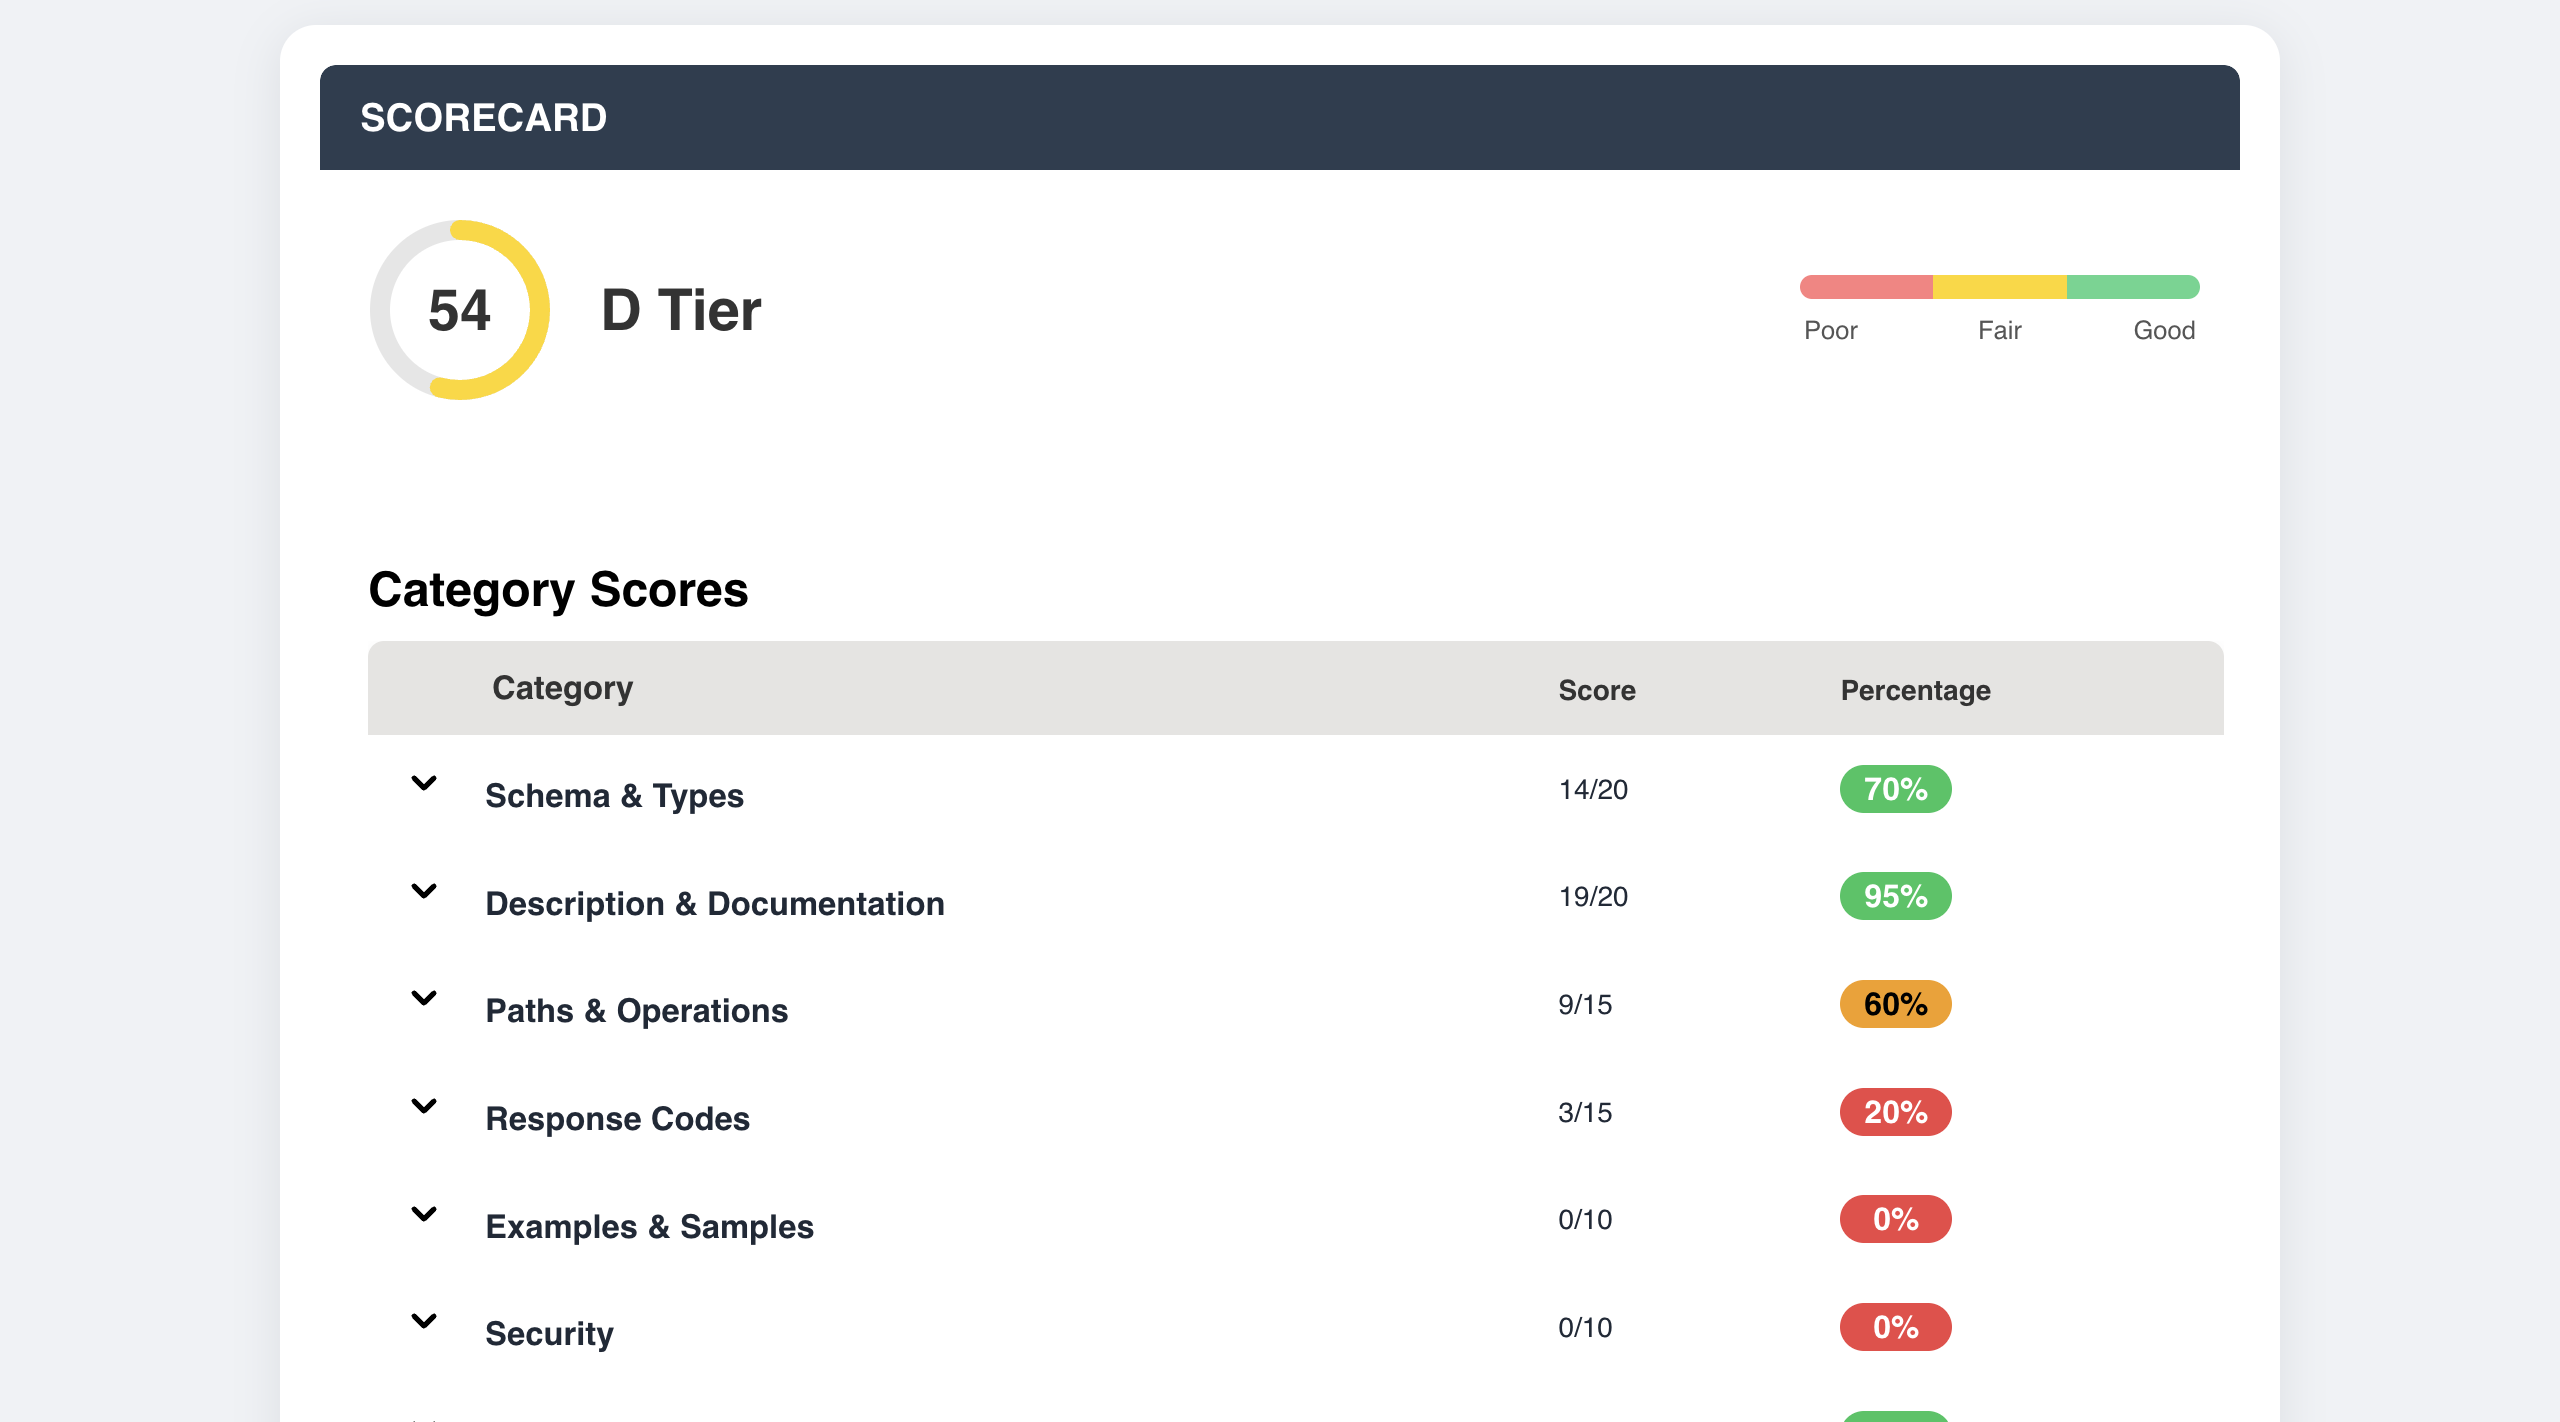 SCORECARD
54
D Tier
Poor Fair Good
Category Scores
Category Score Percentage
Schema & Types 14/20 70%
Description & Documentation 19/20 95%
Paths & Operations 9/15 60%
Response Codes 3/15 20%
Examples & Samples 0/10 0%
Security 0/10 0%